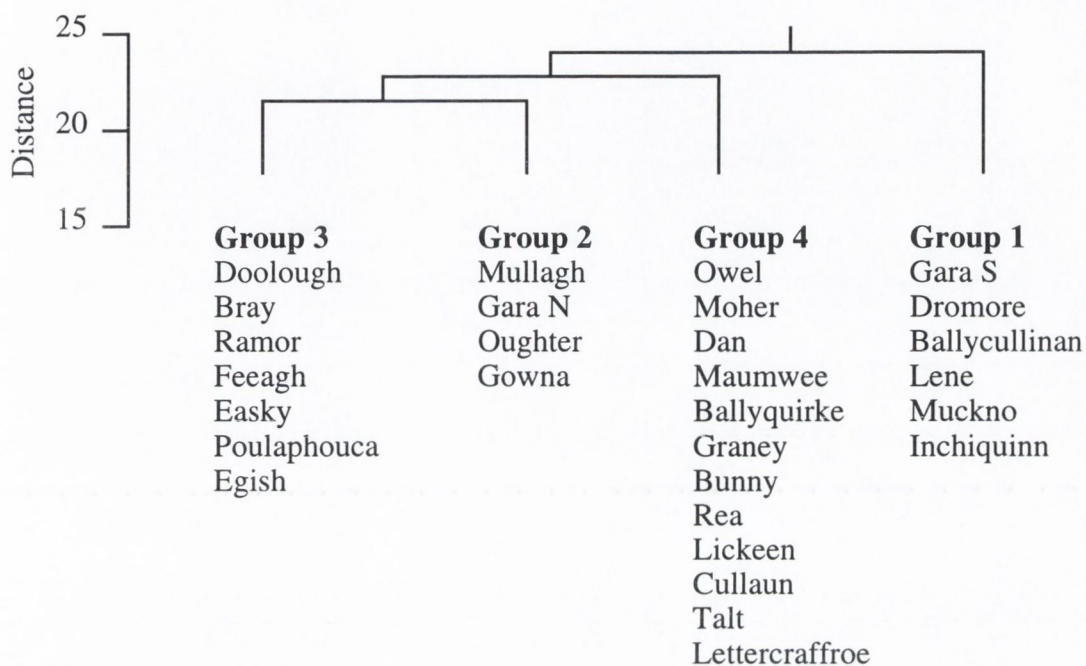 25
20
15
Distance
Group 3
Doolough
Bray
Ramor
Feeagh
Easky
Poulaphouca
Egish
Group 2
Mullagh
Gara N
Oughter
Gowna
Group 4
Owel
Moher
Dan
Maumwee
Ballyquirke
Graney
Bunny
Rea
Lickeen
Cullaun
Talt
Lettercraffroe
Group 1
Gara S
Dromore
Ballycullinan
Lene
Muckno
Inchiquinn